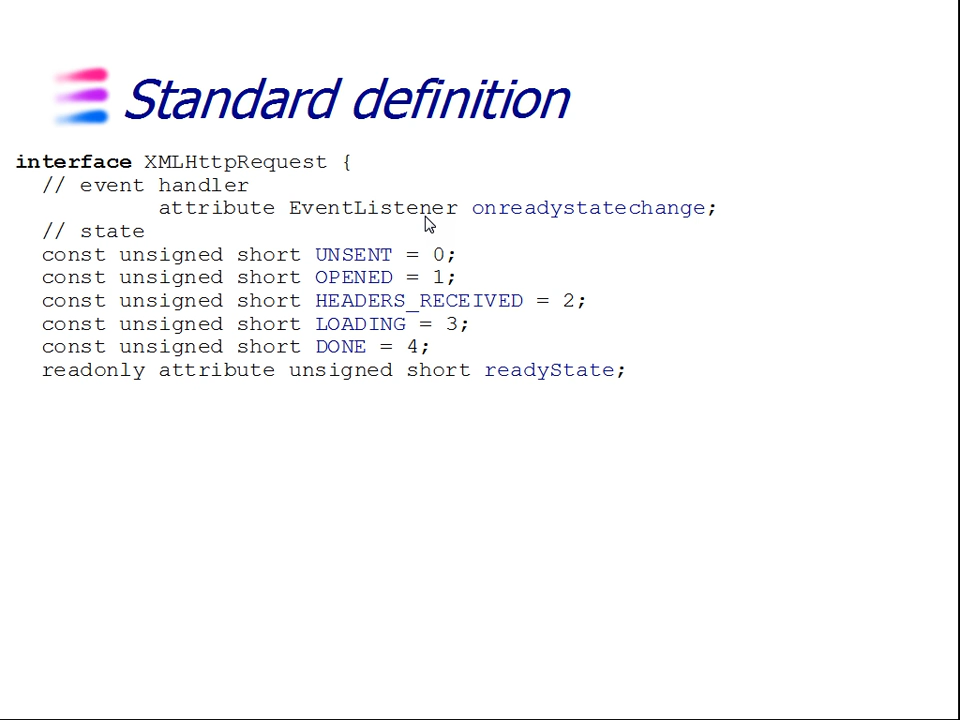 Standard definition
interface XMLHttpRequest {
// event handler
attribute EventListener onreadystatechange;
// state
const unsigned short UNSENT = 0;
const unsigned short OPENED = 1;
const unsigned short HEADERS_RECEIVED = 2;
const unsigned short LOADING = 3;
const unsigned short DONE = 4;
readonly attribute unsigned short readyState;